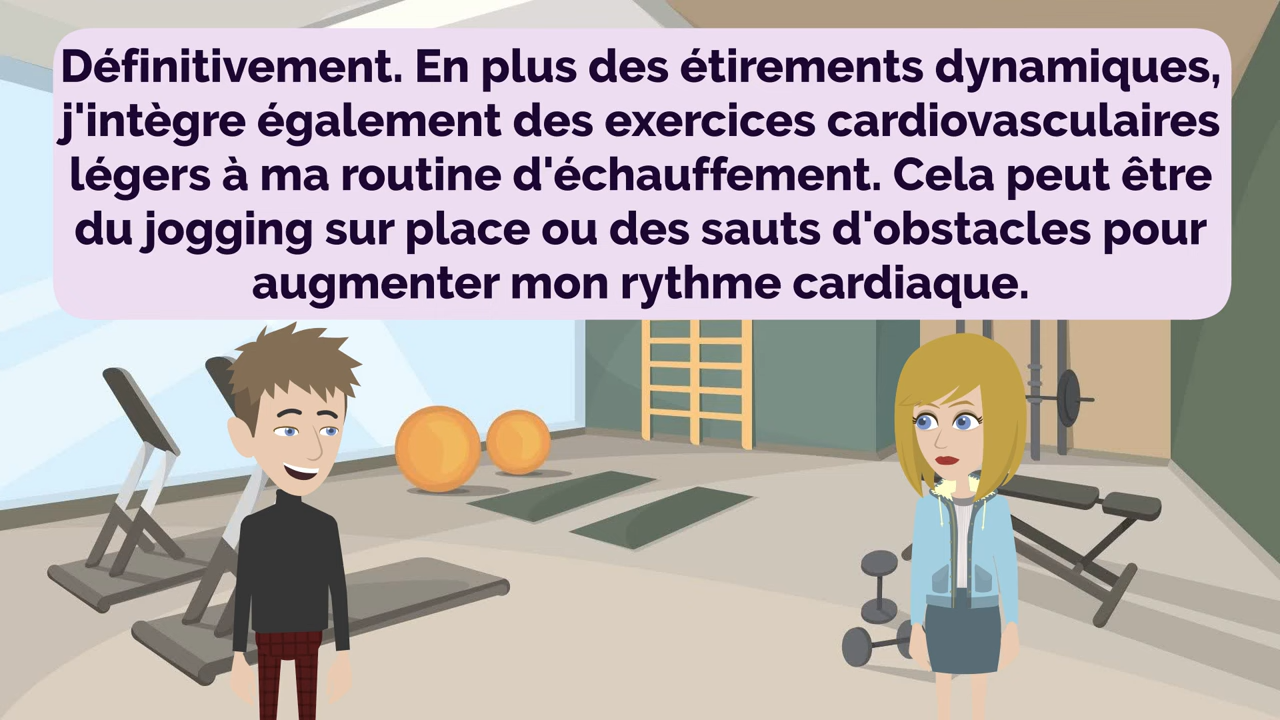 Définitivement. En plus des étirements dynamiques,
j'intègre également des exercices cardiovasculaires
légers à ma routine d'échauffement. Cela peut être
du jogging sur place ou des sauts d'obstacles pour
augmenter mon rythme cardiaque.